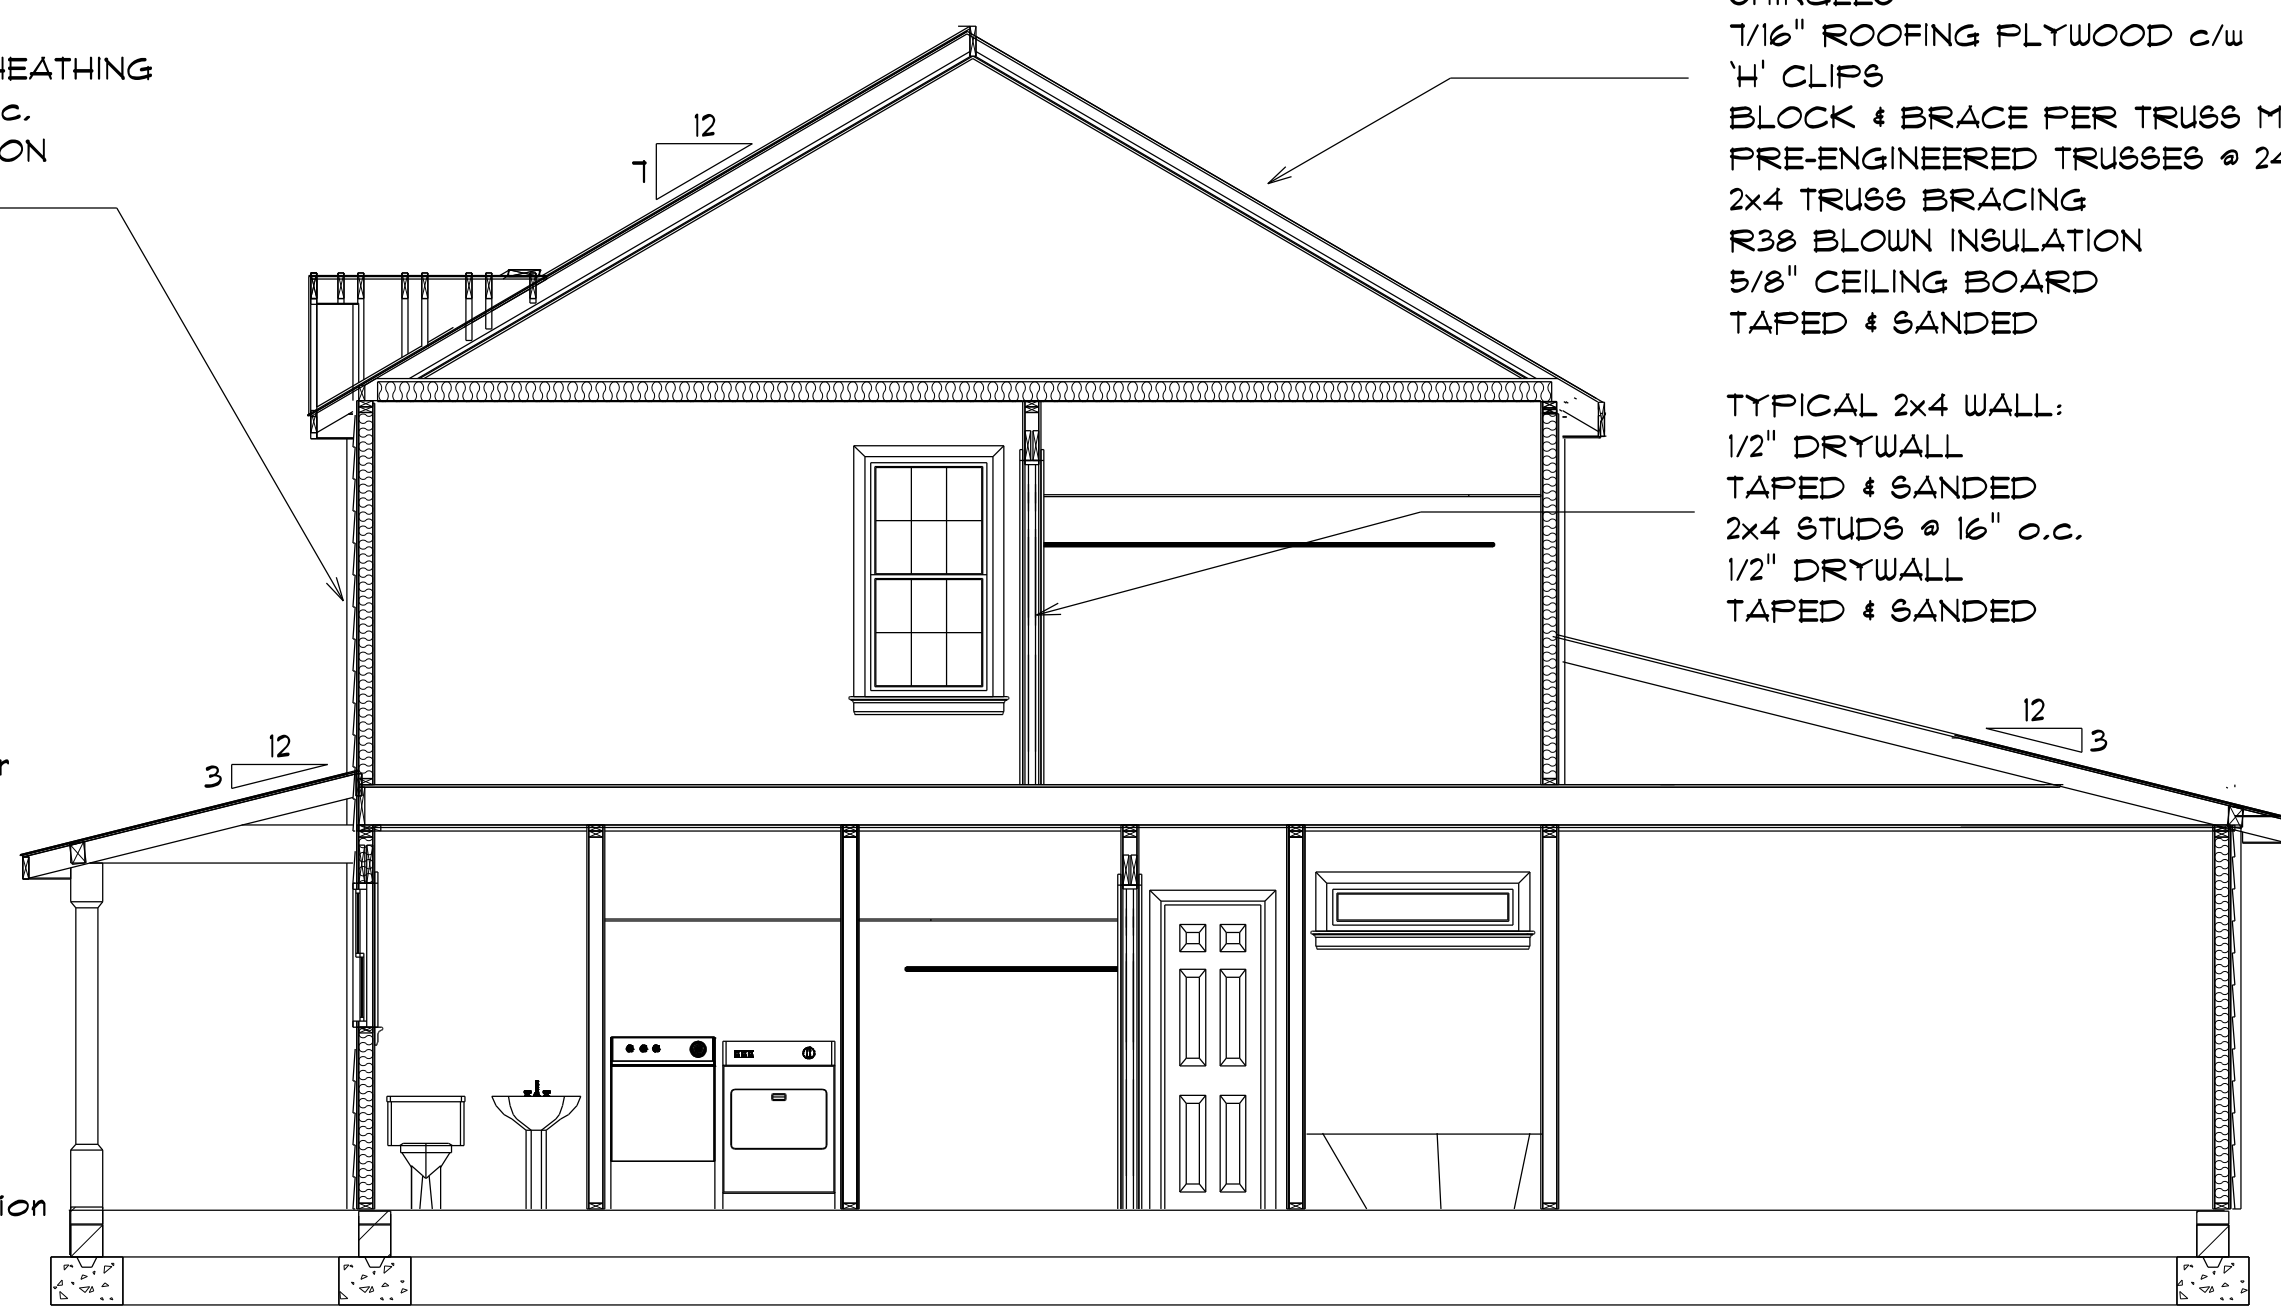 HEATHING
c.
ON
12
7
SHINGLES
7/16" ROOFING PLYWOOD c/w
'H' CLIPS
BLOCK & BRACE PER TRUSS M
PRE-ENGINEERED TRUSSES @ 24
2x4 TRUSS BRACING
R38 BLOWN INSULATION
5/8" CEILING BOARD
TAPED & SANDED
TYPICAL 2x4 WALL:
1/2" DRYWALL
TAPED & SANDED
2x4 STUDS @ 16" o.c.
1/2" DRYWALL
TAPED & SANDED
12
3
12
3
r
ion